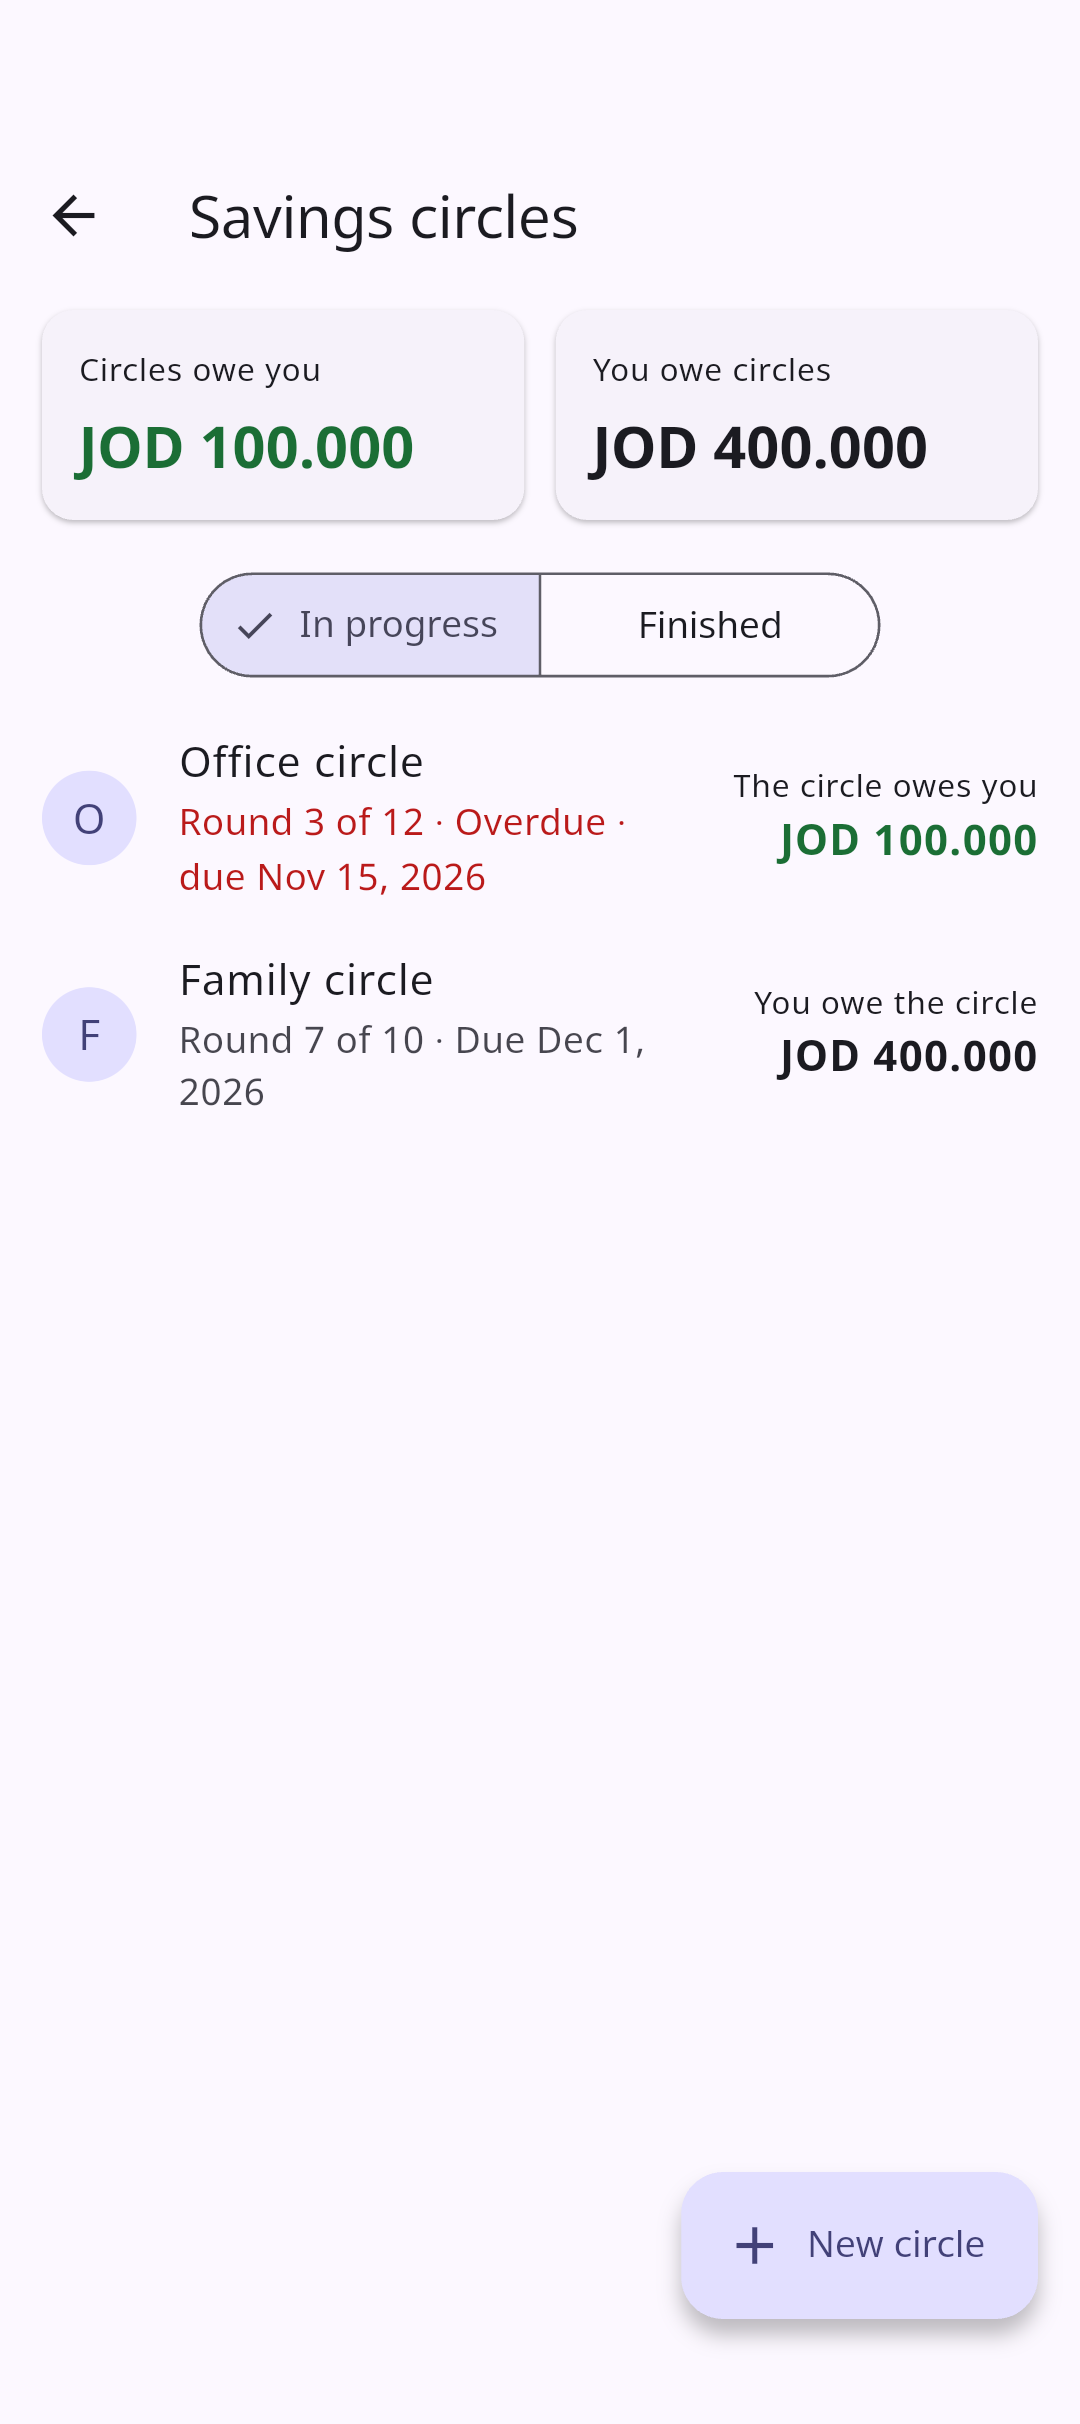 Savings circles
Circles owe you
JOD 100.000
You owe circles
JOD 400.000
In progress
Finished
O
Office circle
Round 3 of 12 · Overdue ·
due Nov 15, 2026
The circle owes you
JOD 100.000
F
Family circle
Round 7 of 10 · Due Dec 1,
2026
You owe the circle
JOD 400.000
New circle